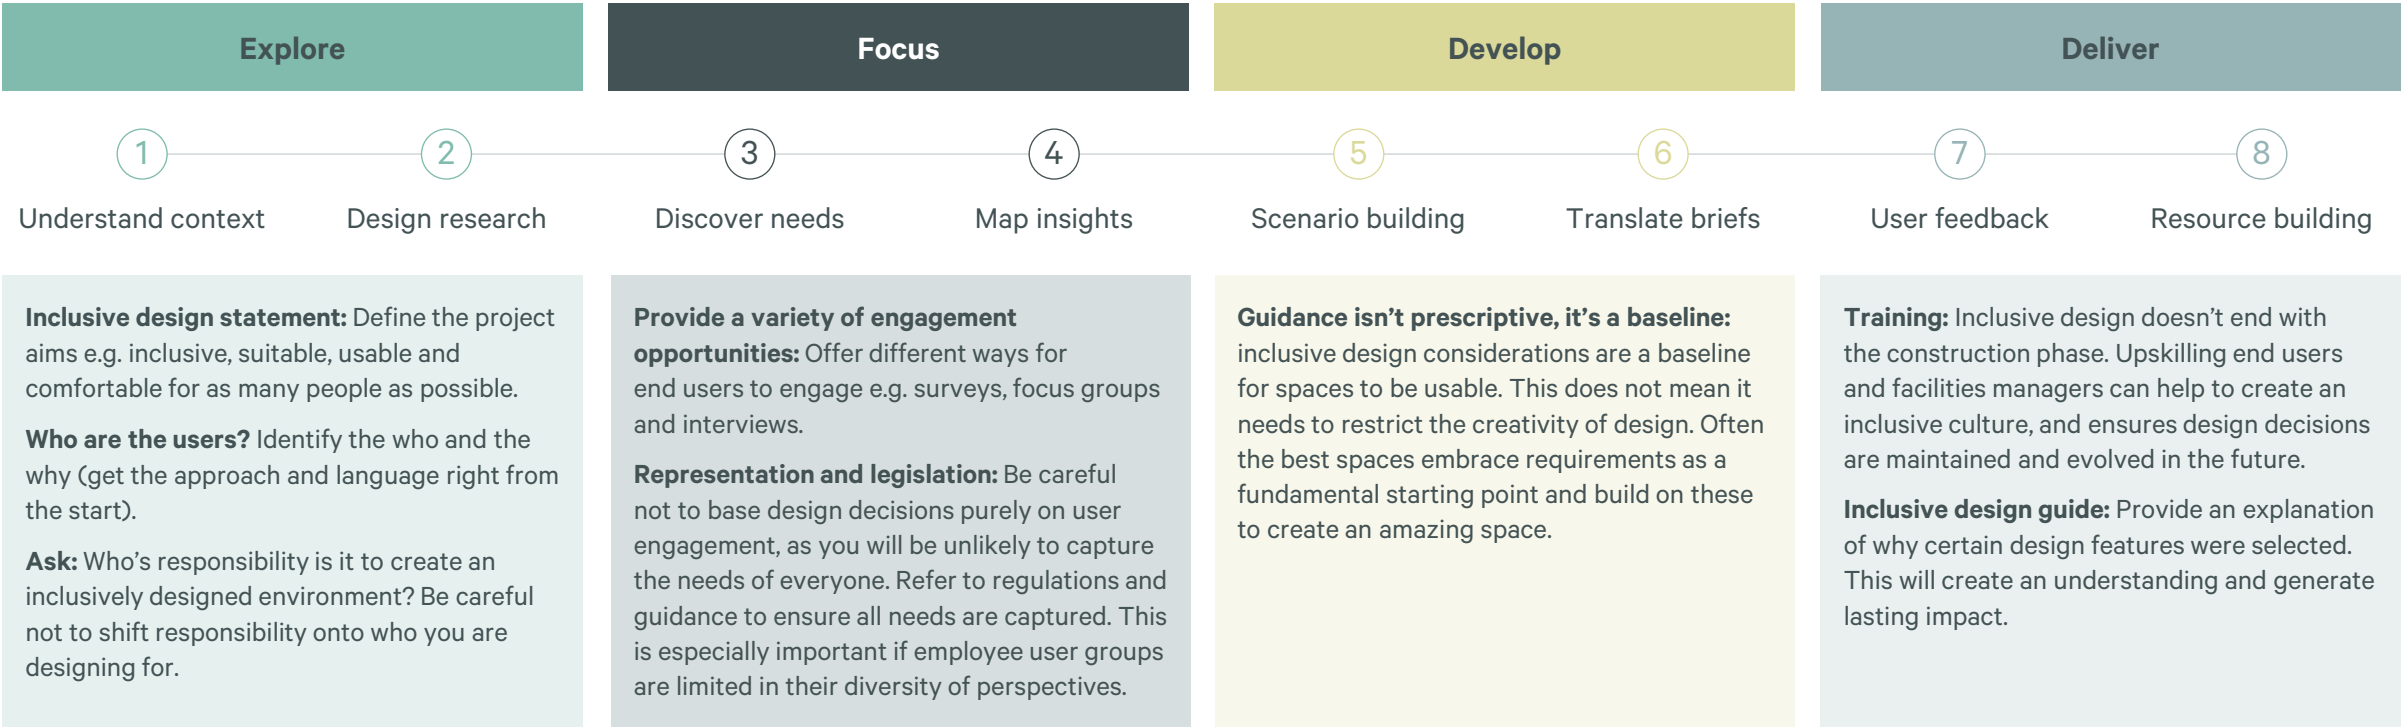 Explore
Focus
Develop
Deliver
1
2
3
4
5
6
7
8
Understand context
Design research
Discover needs
Map insights
Scenario building
Translate briefs
User feedback
Resource building
Inclusive design statement: Define the project
aims e.g. inclusive, suitable, usable and
comfortable for as many people as possible.
Who are the users? Identify the who and the
why (get the approach and language right from
the start).
Ask: Who’s responsibility is it to create an
inclusively designed environment? Be careful
not to shift responsibility onto who you are
designing for.
Provide a variety of engagement
opportunities: Offer different ways for
end users to engage e.g. surveys, focus groups
and interviews.
Representation and legislation: Be careful
not to base design decisions purely on user
engagement, as you will be unlikely to capture
the needs of everyone. Refer to regulations and
guidance to ensure all needs are captured. This
is especially important if employee user groups
are limited in their diversity of perspectives.
Guidance isn’t prescriptive, it’s a baseline:
inclusive design considerations are a baseline
for spaces to be usable. This does not mean it
needs to restrict the creativity of design. Often
the best spaces embrace requirements as a
fundamental starting point and build on these
to create an amazing space.
Training: Inclusive design doesn’t end with
the construction phase. Upskilling end users
and facilities managers can help to create an
inclusive culture, and ensures design decisions
are maintained and evolved in the future.
Inclusive design guide: Provide an explanation
of why certain design features were selected.
This will create an understanding and generate
lasting impact.